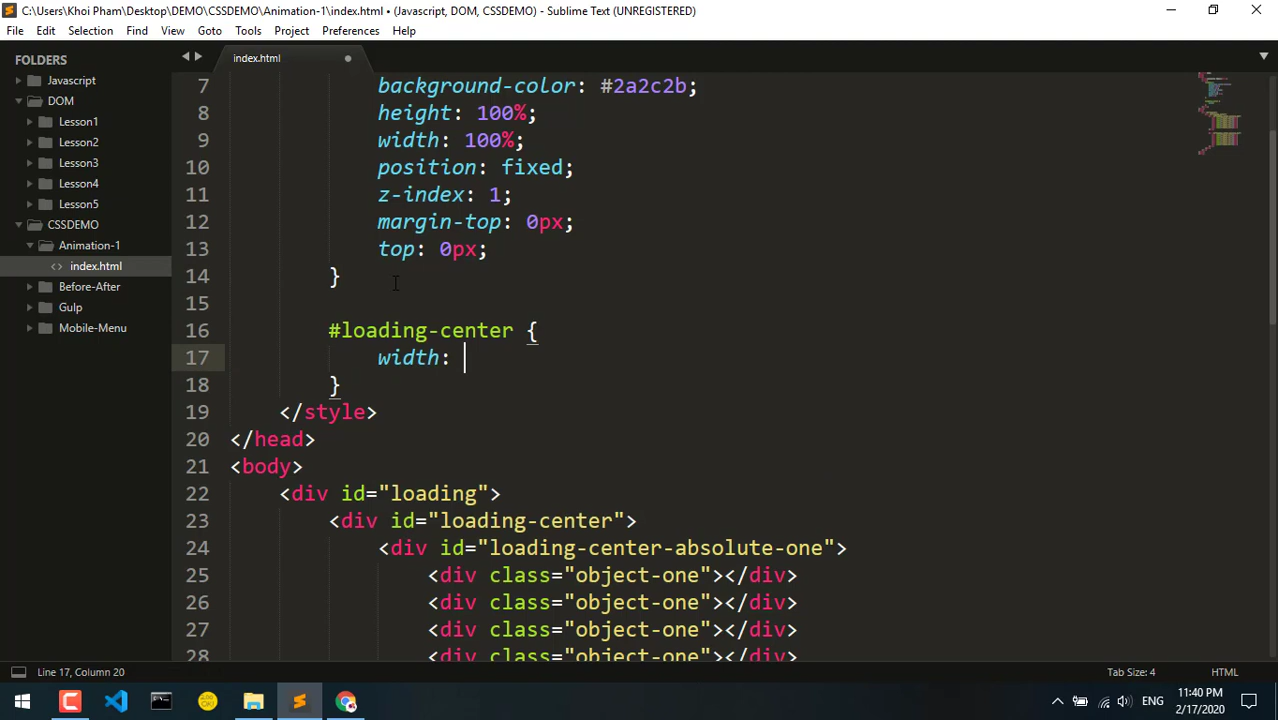 C:\Users\Khoi Pham\Desktop\DEMO\CSSDEMO\Animation-1\index.html • (Javascript, DOM, CSSDEMO) - Sublime Text (UNREGISTERED)
File Edit Selection Find View Goto Tools Project Preferences Help
FOLDERS
Javascript
DOM
Lesson1
Lesson2
Lesson3
Lesson4
Lesson5
CSSDEMO
Animation-1
<> index.html
Before-After
Gulp
Mobile-Menu
index.html
7 background-color: #2a2c2b;
8 height: 100%;
9 width: 100%;
10 position: fixed;
11 z-index: 1;
12 margin-top: 0px;
13 top: 0px;
14 }
15
16 #loading-center {
17 width:
18 }
19 </style>
20 </head>
21 <body>
22 <div id="loading">
23 <div id="loading-center">
24 <div id="loading-center-absolute-one">
25 <div class="object-one"></div>
26 <div class="object-one"></div>
27 <div class="object-one"></div>
28 <div class="object-one"></div>
Line 17, Column 20
Tab Size: 4
HTML
ENG
11:40 PM
2/17/2020